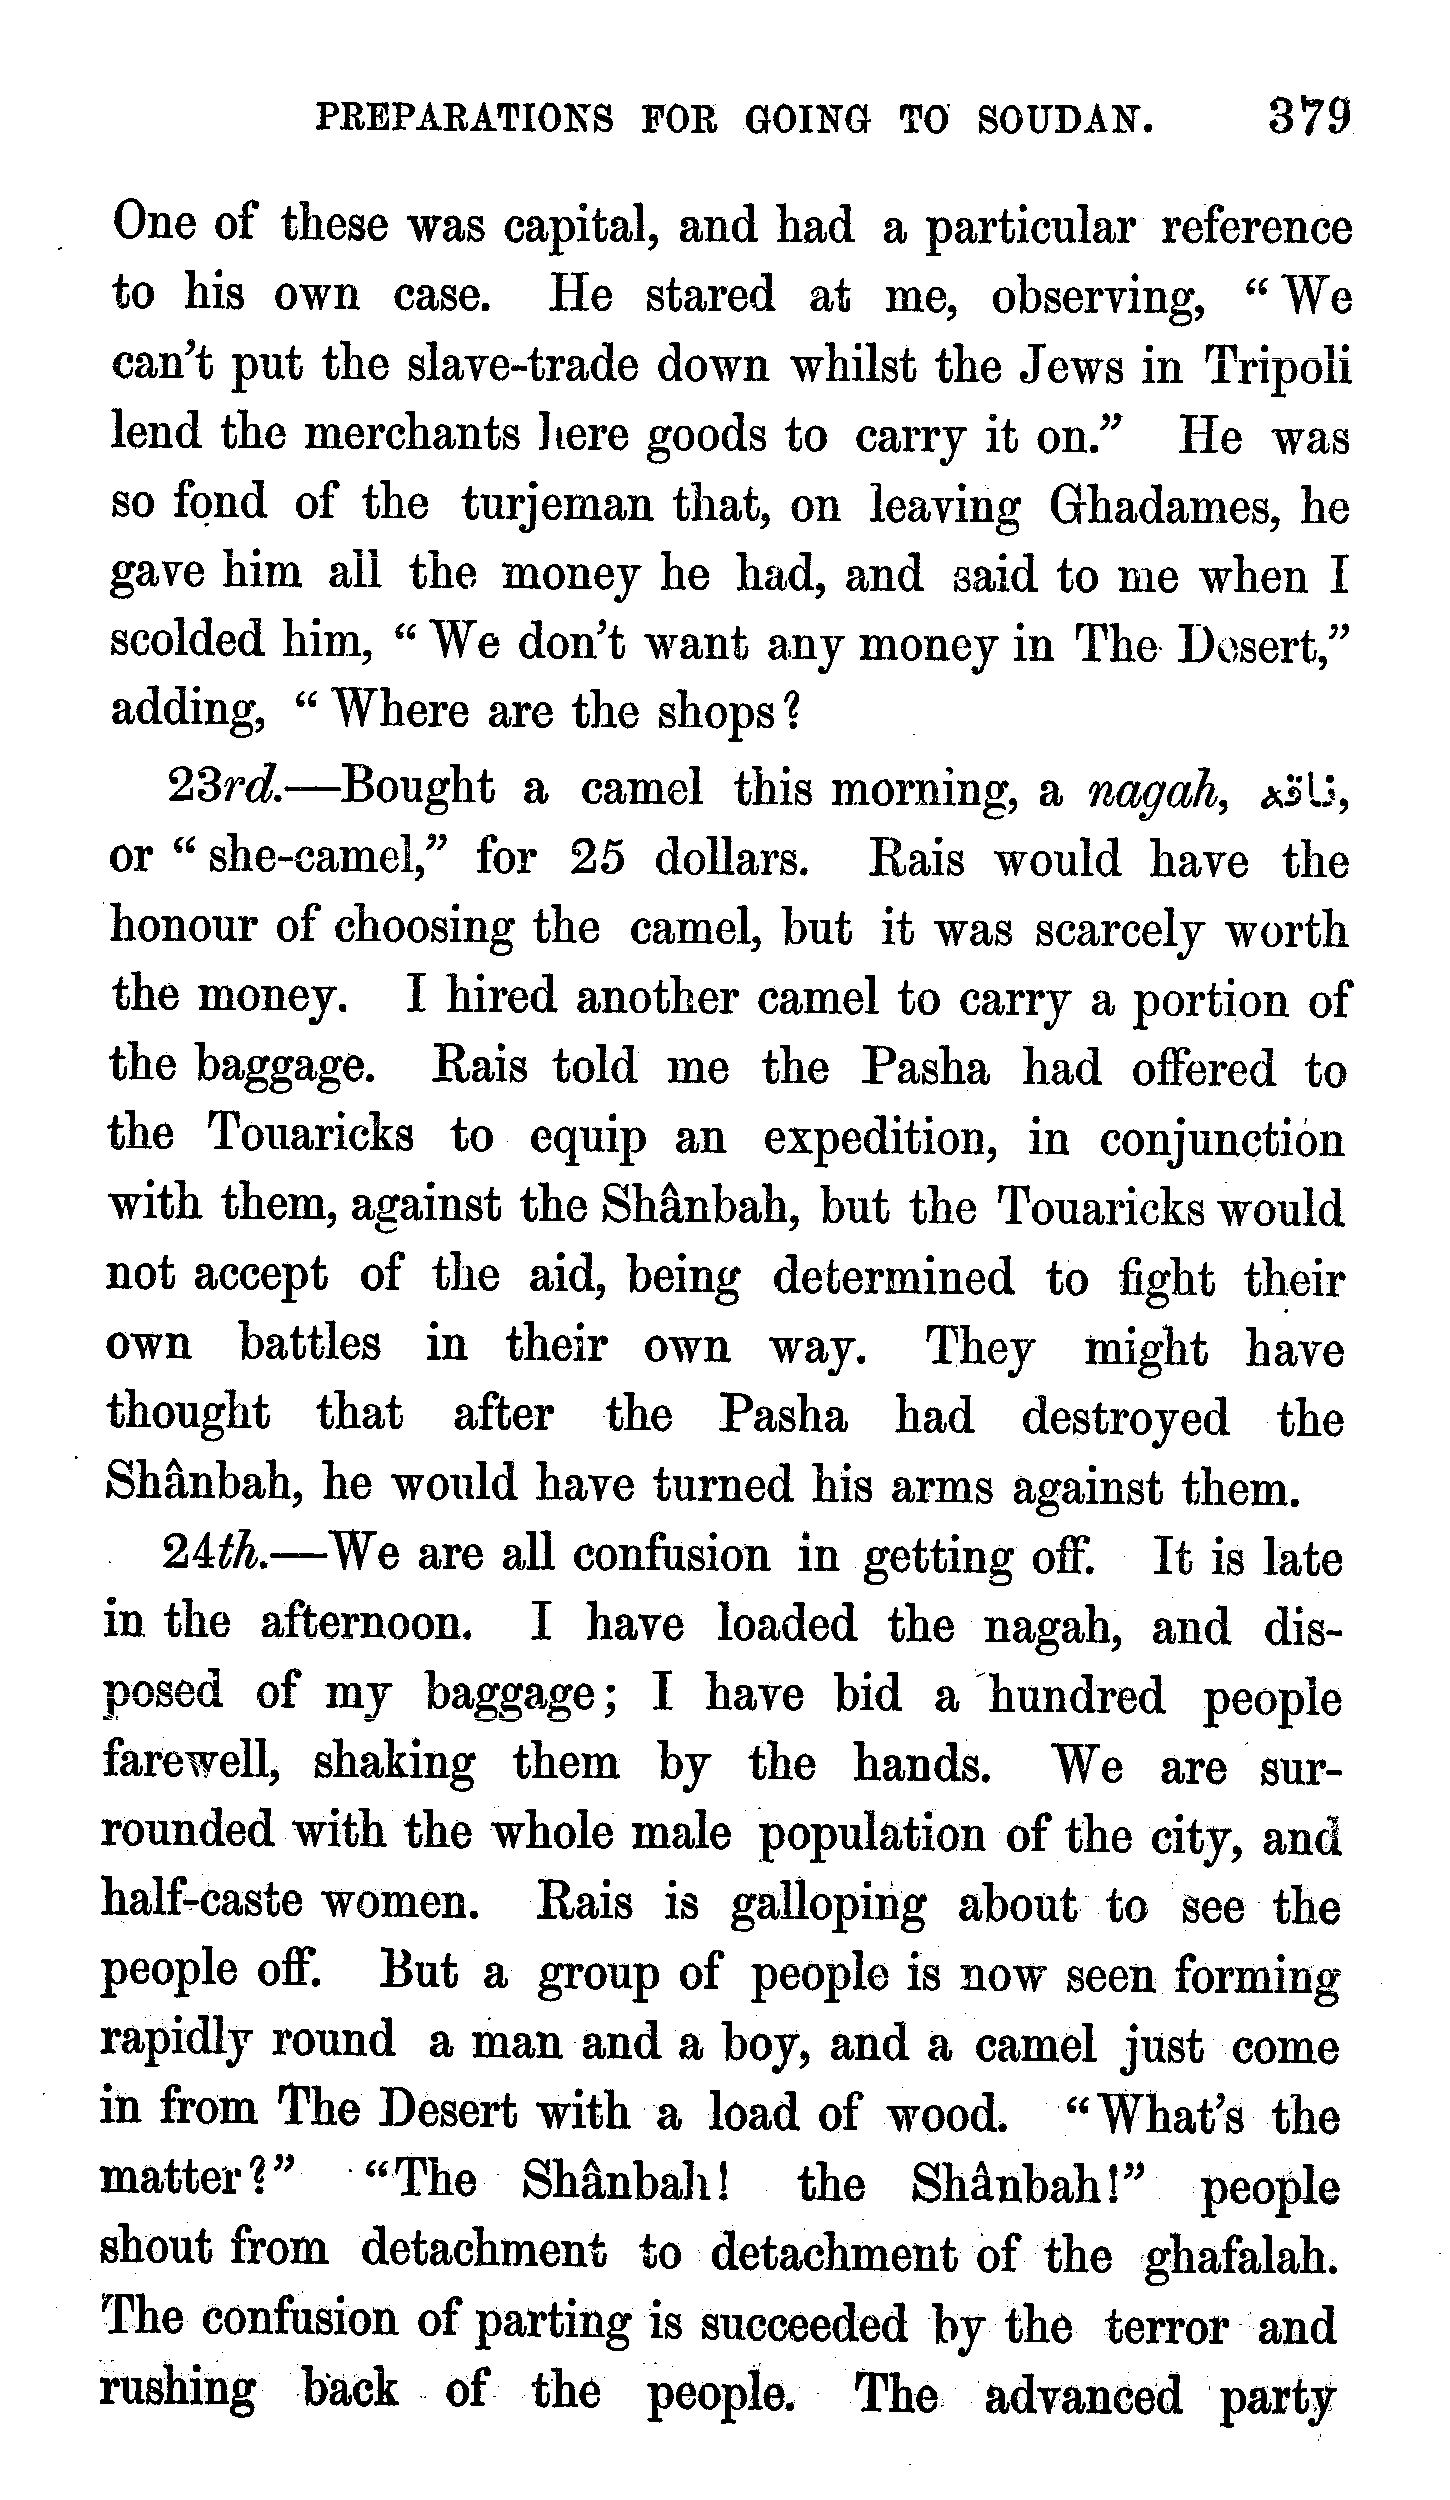 PREPARATIONS FOR GOING TO SOUDAN. 379
One of these was capital, and had a particular reference
to his own case. He stared at me, observing, “ We
can’t put the slave-trade down whilst the Jews in Tripoli
lend the merchants here goods to carry it on.” He was
so fond of the turjeman that, on leaving Ghadames, he
gave him all the money he had, and said to me when I
scolded him, “ We don’t want any money in The Desert,”
adding, “ Where are the shops?
23rd.—Bought a camel this morning, a nagah, ناقه,
or “ she-camel,” for 25 dollars. Rais would have the
honour of choosing the camel, but it was scarcely worth
the money. I hired another camel to carry a portion of
the baggage. Rais told me the Pasha had offered to
the Touaricks to equip an expedition, in conjunction
with them, against the Shânbah, but the Touaricks would
not accept of the aid, being determined to fight their
own battles in their own way. They might have
thought that after the Pasha had destroyed the
Shânbah, he would have turned his arms against them.
24th.—We are all confusion in getting off. It is late
in the afternoon. I have loaded the nagah, and dis-
posed of my baggage; I have bid a hundred people
farewell, shaking them by the hands. We are sur-
rounded with the whole male population of the city, and
half-caste women. Rais is galloping about to see the
people off. But a group of people is now seen forming
rapidly round a man and a boy, and a camel just come
in from The Desert with a load of wood. “What’s the
matter?” “The Shânbah! the Shânbah!” people
shout from detachment to detachment of the ghafalah.
The confusion of parting is succeeded by the terror and
rushing back of the people. The advanced party